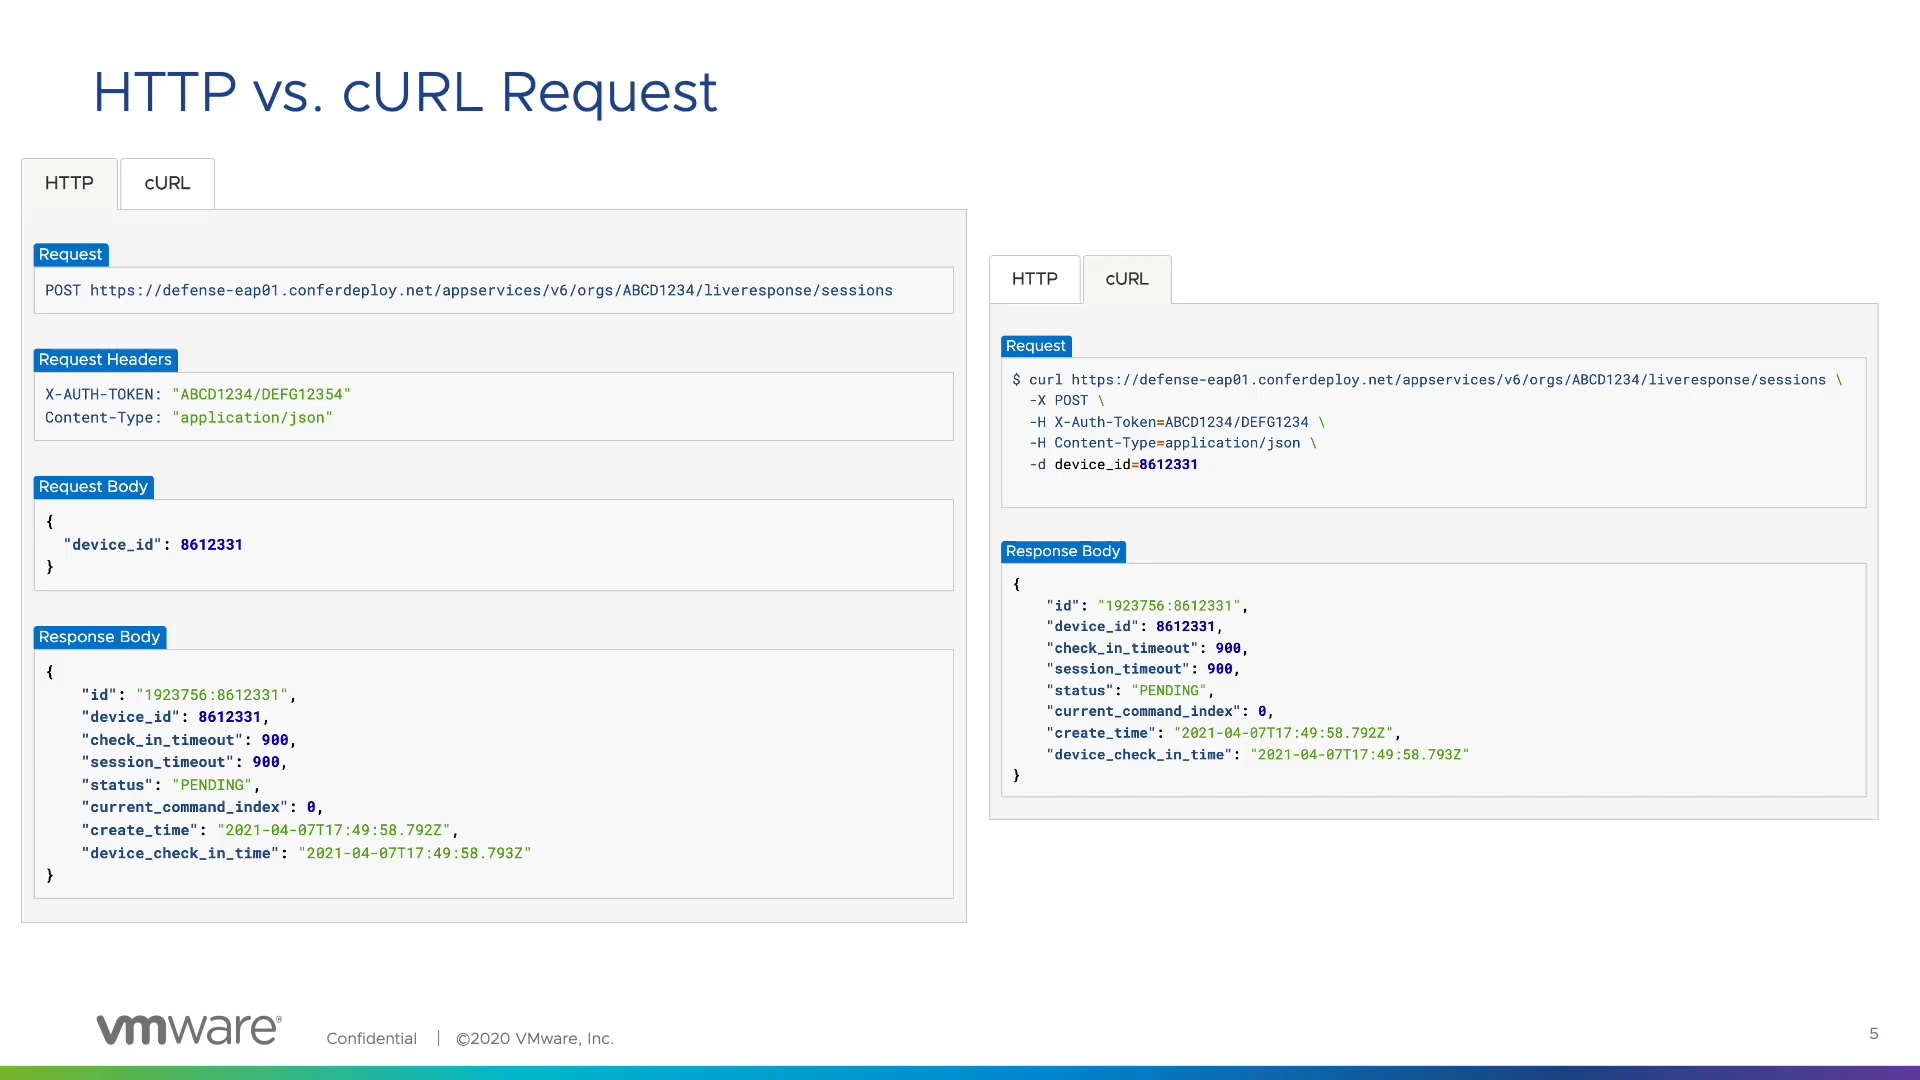 HTTP vs. cURL Request
HTTP
cURL
Request
POST https://defense-eap01.conferdeploy.net/appservices/v6/orgs/ABCD1234/liveresponse/sessions
Request Headers
X-AUTH-TOKEN: "ABCD1234/DEFG12354"
Content-Type: "application/json"
Request Body
{
"device_id": 8612331
}
Response Body
{
"id": "1923756:8612331",
"device_id": 8612331,
"check_in_timeout": 900,
"session_timeout": 900,
"status": "PENDING",
"current_command_index": 0,
"create_time": "2021-04-07T17:49:58.792Z",
"device_check_in_time": "2021-04-07T17:49:58.793Z"
}
HTTP
cURL
Request
$ curl https://defense-eap01.conferdeploy.net/appservices/v6/orgs/ABCD1234/liveresponse/sessions \
-X POST \
-H X-Auth-Token=ABCD1234/DEFG1234 \
-H Content-Type=application/json \
-d device_id=8612331
Response Body
{
"id": "1923756:8612331",
"device_id": 8612331,
"check_in_timeout": 900,
"session_timeout": 900,
"status": "PENDING",
"current_command_index": 0,
"create_time": "2021-04-07T17:49:58.792Z",
"device_check_in_time": "2021-04-07T17:49:58.793Z"
}
vmware®
Confidential | ©2020 VMware, Inc.
5